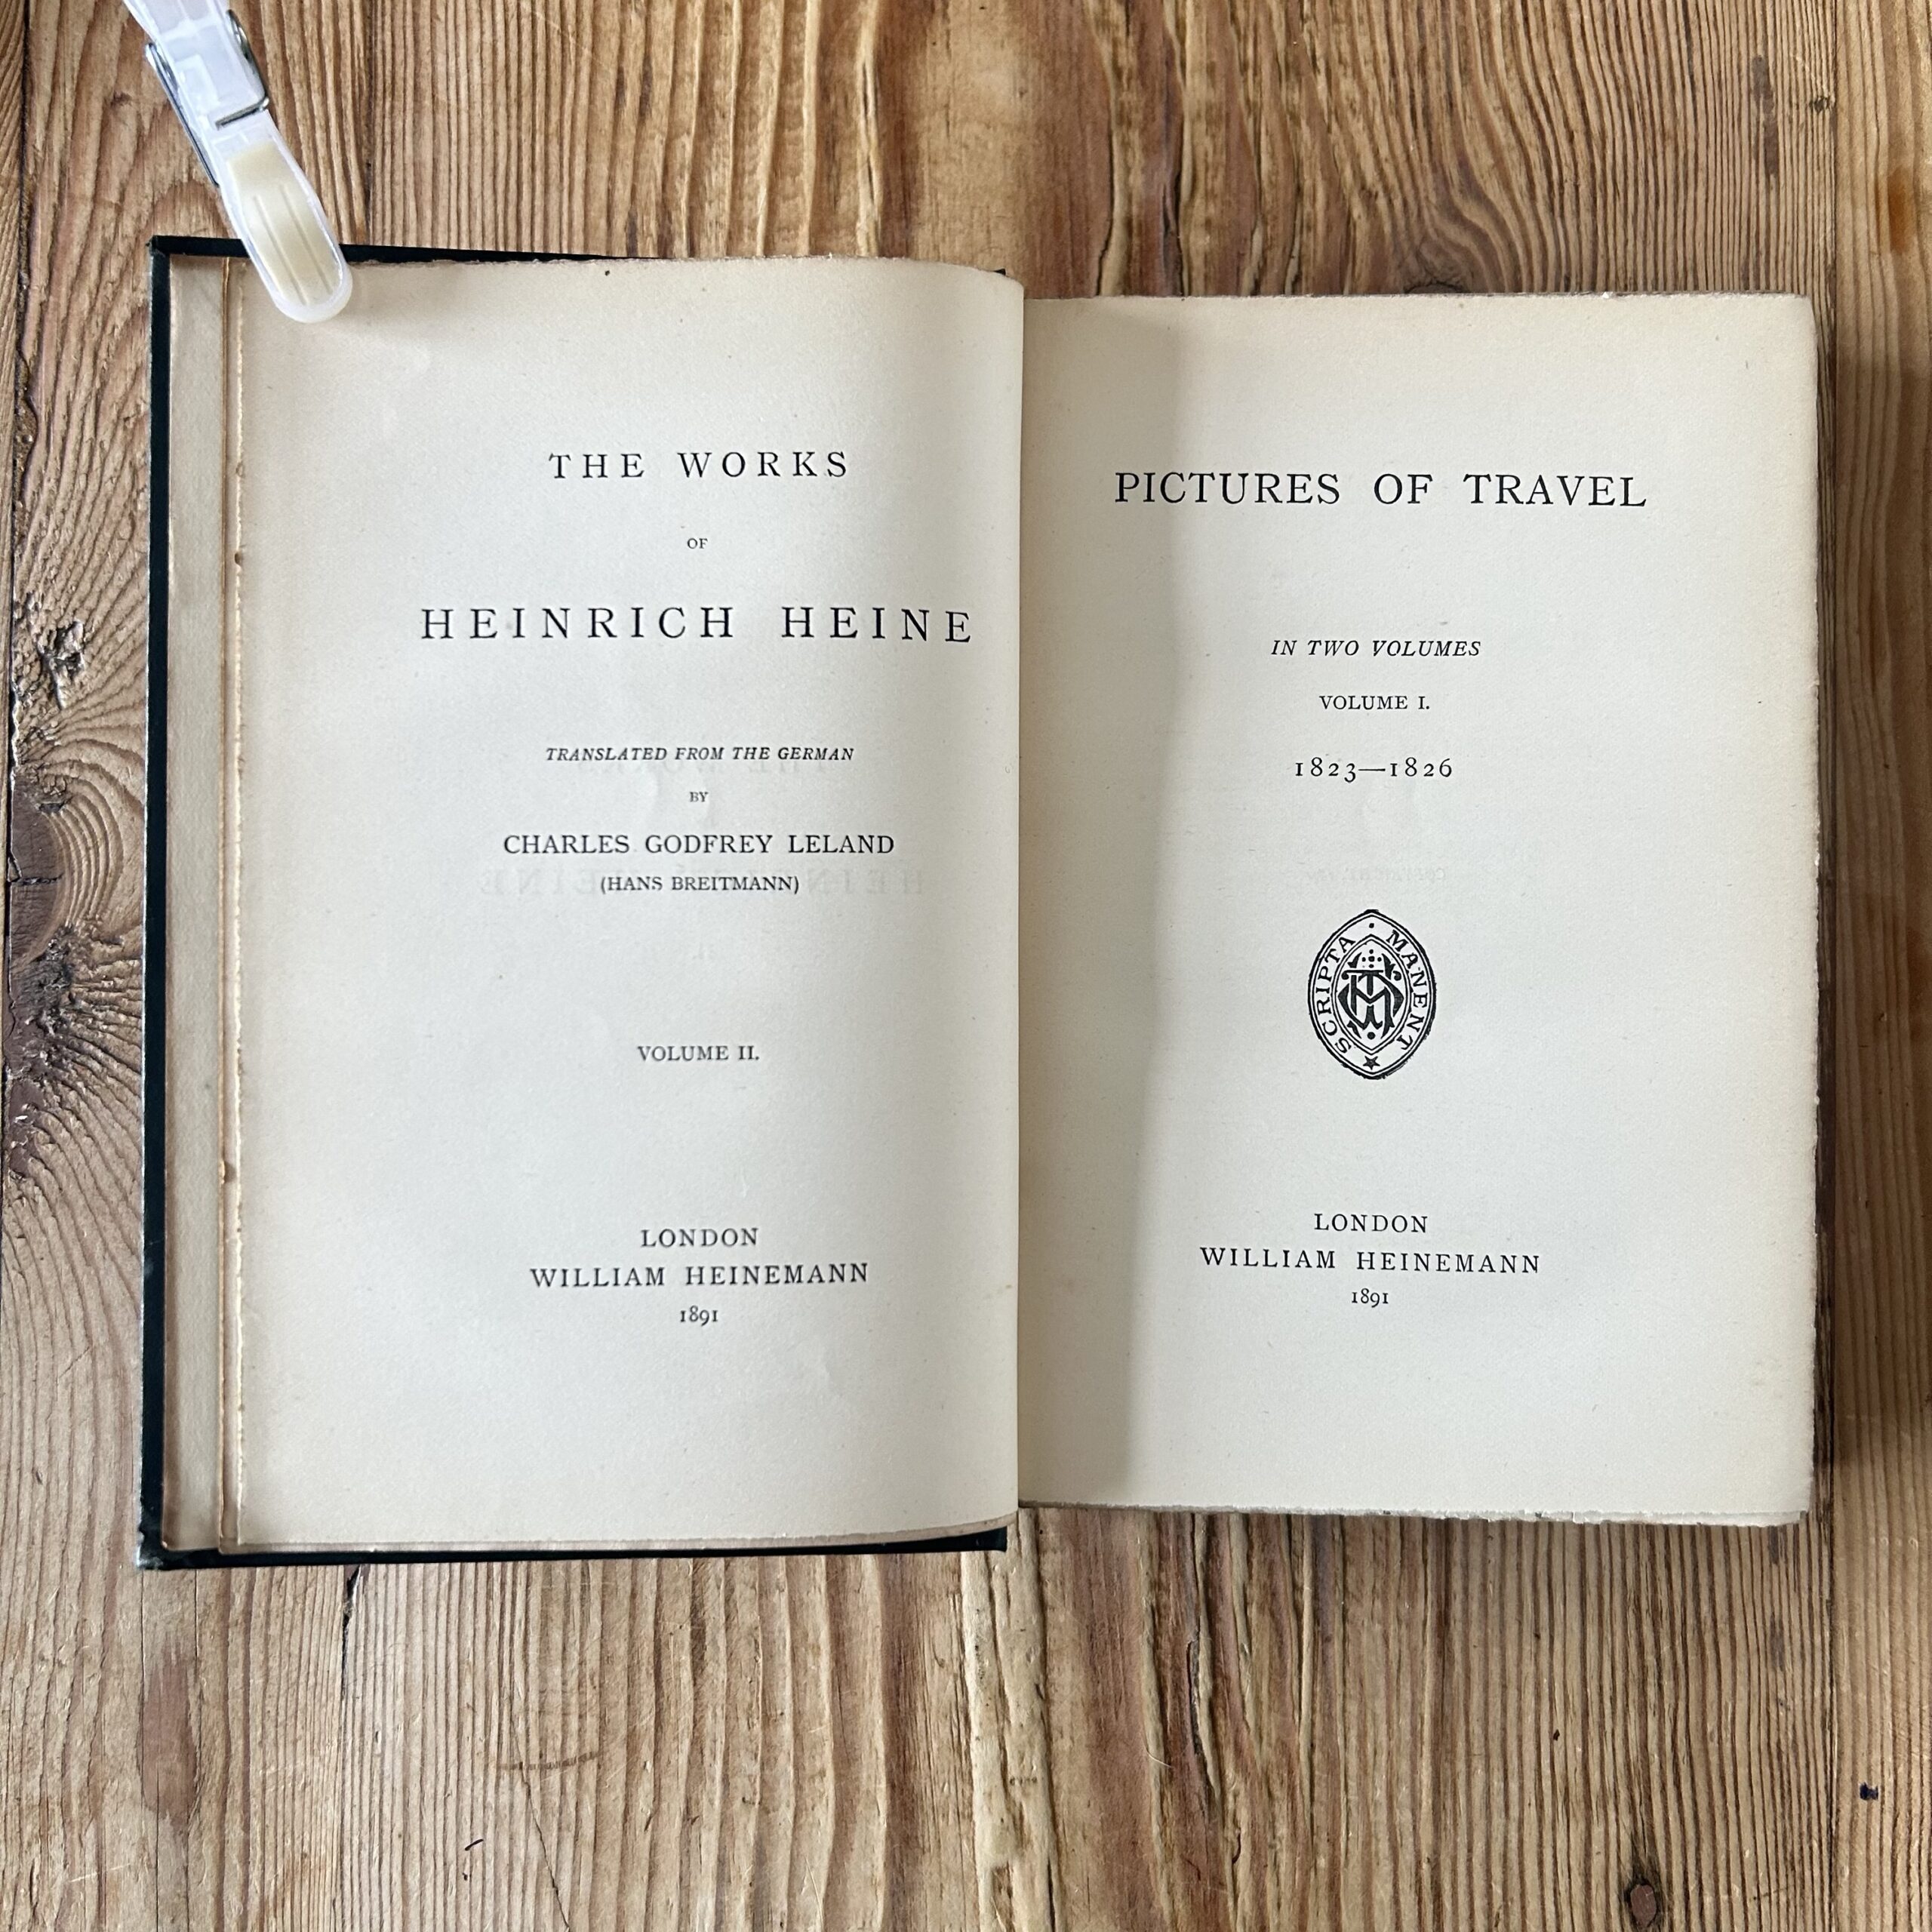 THE WORKS
OF
HEINRICH HEINE
TRANSLATED FROM THE GERMAN
BY
CHARLES GODFREY LELAND
(HANS BREITMANN)
VOLUME II.
LONDON
WILLIAM HEINEMANN
1891
PICTURES OF TRAVEL
IN TWO VOLUMES
VOLUME I.
1823—1826
SCRIPTA MANENT
LONDON
WILLIAM HEINEMANN
1891